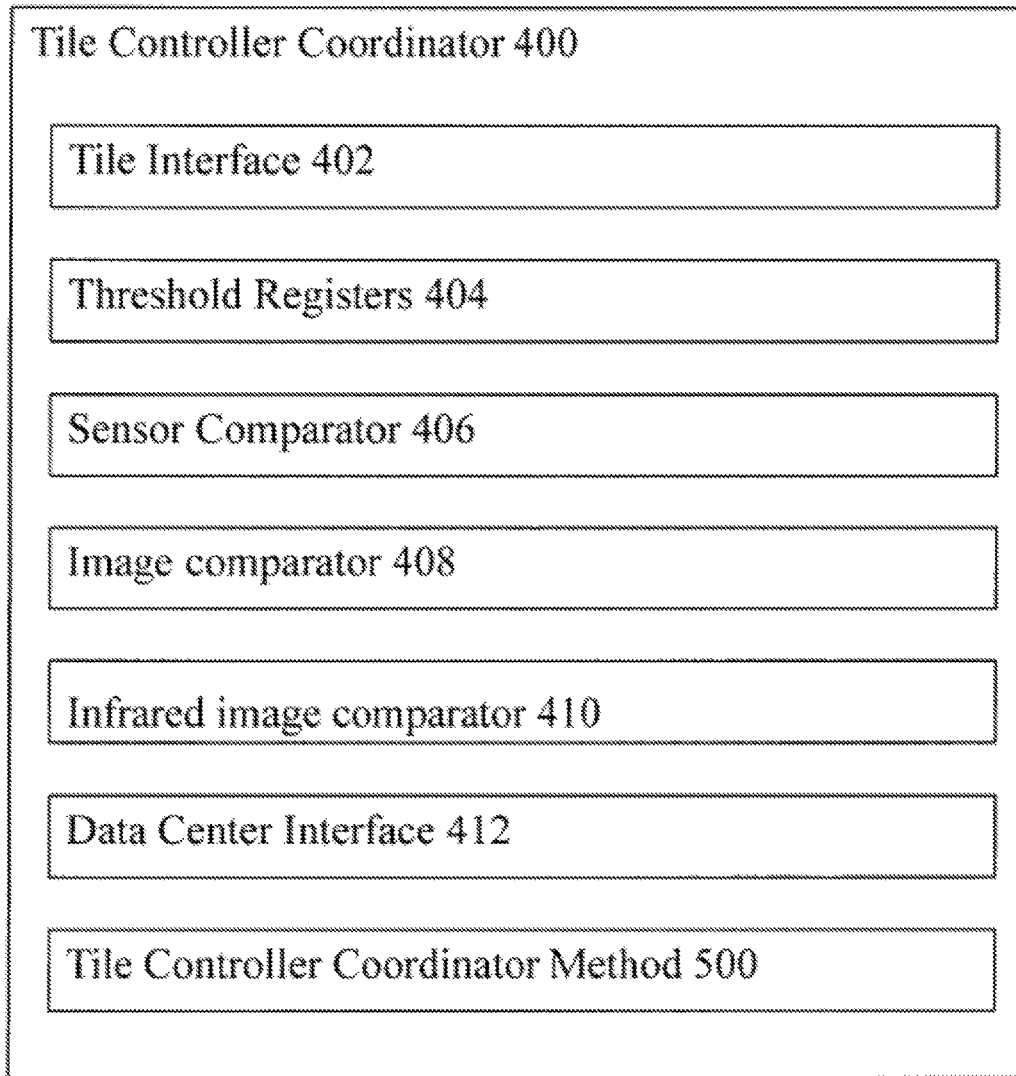 Tile Controller Coordinator 400
Tile Interface 402
Threshold Registers 404
Sensor Comparator 406
Image comparator 408
Infrared image comparator 410
Data Center Interface 412
Tile Controller Coordinator Method 500